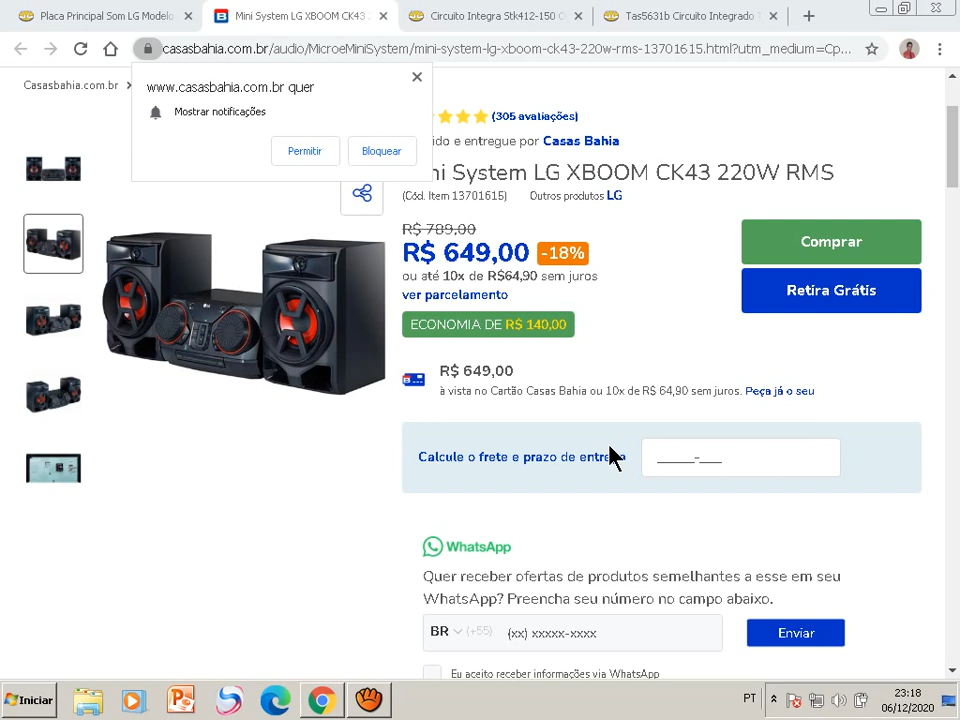 Placa Principal Som LG Modelo
Mini System LG XBOOM CK43
Circuito Integra Stk412-150
Tas5631b Circuito Integrado
casasbahia.com.br/audio/MicroeMiniSystem/mini-system-lg-xboom-ck43-220w-rms-13701615.html?utm_medium=Cp...
Casasbahia.com.br
www.casasbahia.com.br quer
Mostrar notificações
Permitir
Bloquear
(305 avaliações)
e entregue por Casas Bahia
System LG XBOOM CK43 220W RMS
(Cód. Item 13701615) Outros produtos LG
R$ 789,00
R$ 649,00 -18%
ou até 10x de R$64,90 sem juros
ver parcelamento
ECONOMIA DE R$ 140,00
Comprar
Retira Grátis
R$ 649,00
à vista no Cartão Casas Bahia ou 10x de R$ 64,90 sem juros. Peça já o seu
Calcule o frete e prazo de entrega
_____-___
WhatsApp
Quer receber ofertas de produtos semelhantes a esse em seu
WhatsApp? Preencha seu número no campo abaixo.
BR (+55) (xx) xxxxx-xxxx
Enviar
Eu aceito receber informações via WhatsApp
Iniciar
PT
23:18
06/12/2020